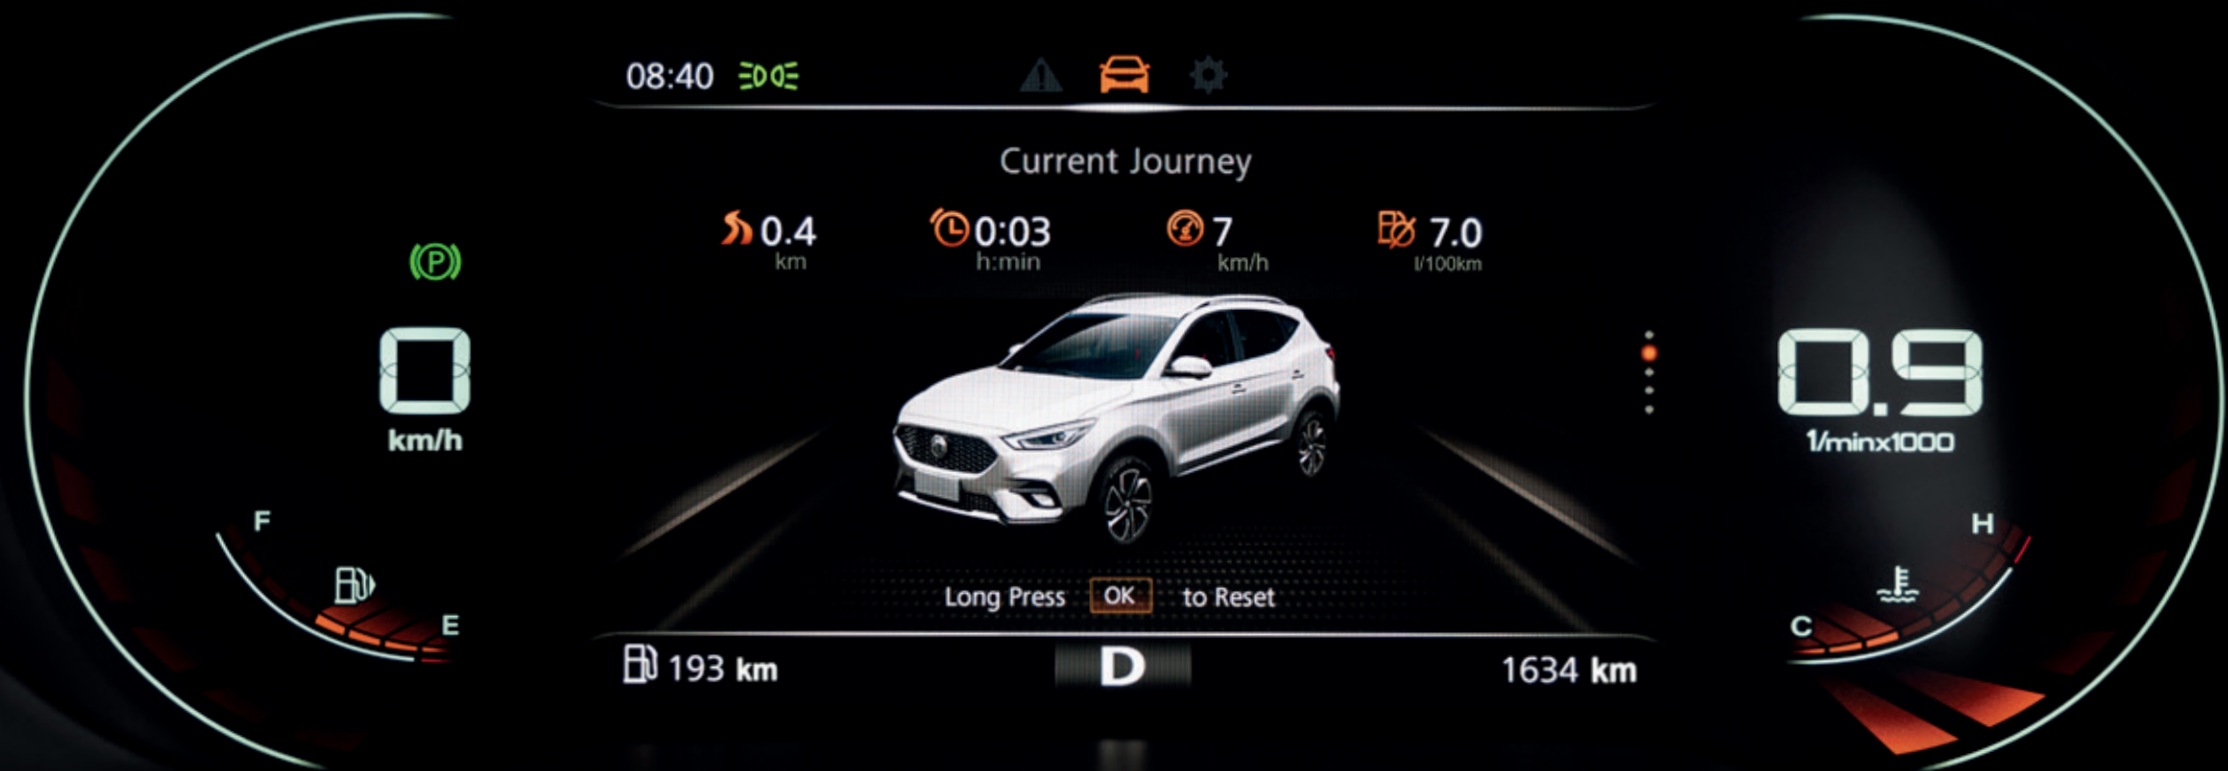 08:40
Current Journey
0.4 0:03 7 7.0
km h:min km/h l/100km
P
0
km/h
0.9
1/minx1000
F
E
H
C
Long Press OK to Reset
193 km D 1634 km